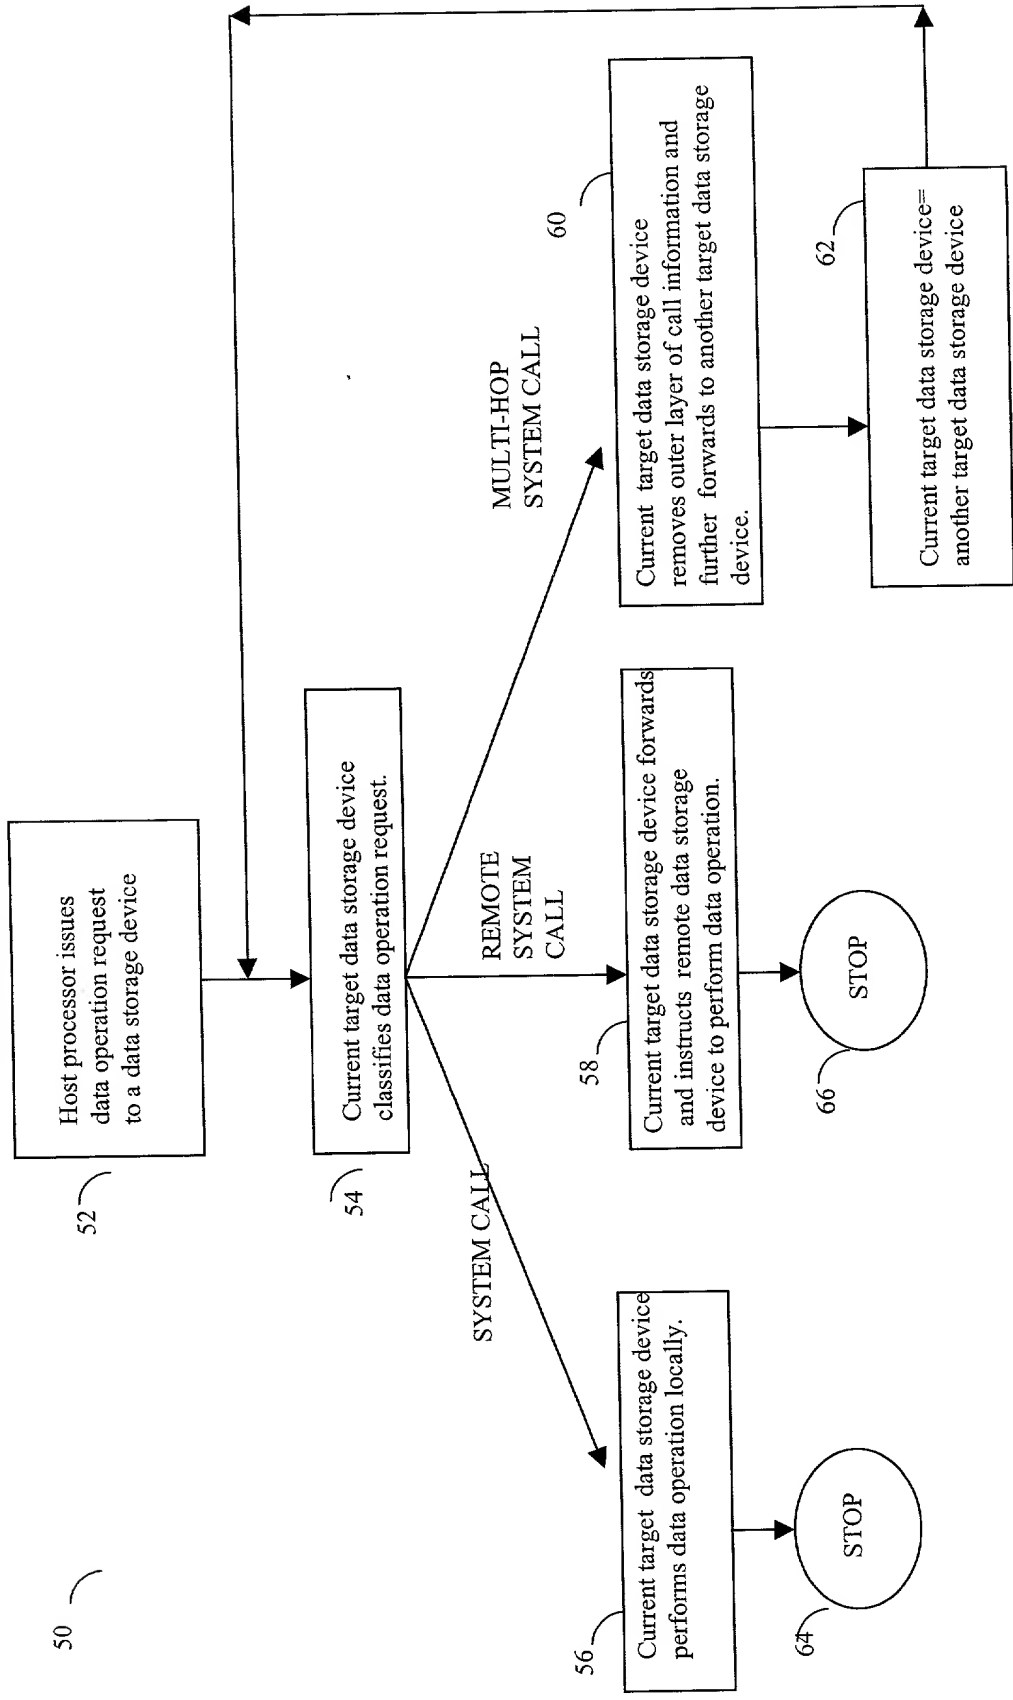 50
52
Host processor issues
data operation request
to a data storage device
54
Current target data storage device
classifies data operation request.
SYSTEM CALL
REMOTE
SYSTEM
CALL
MULTI-HOP
SYSTEM CALL
56
Current target data storage device
performs data operation locally.
58
Current target data storage device forwards
and instructs remote data storage
device to perform data operation.
60
Current target data storage device
removes outer layer of call information and
further forwards to another target data storage
device.
62
Current target data storage device=
another target data storage device
64
STOP
66
STOP